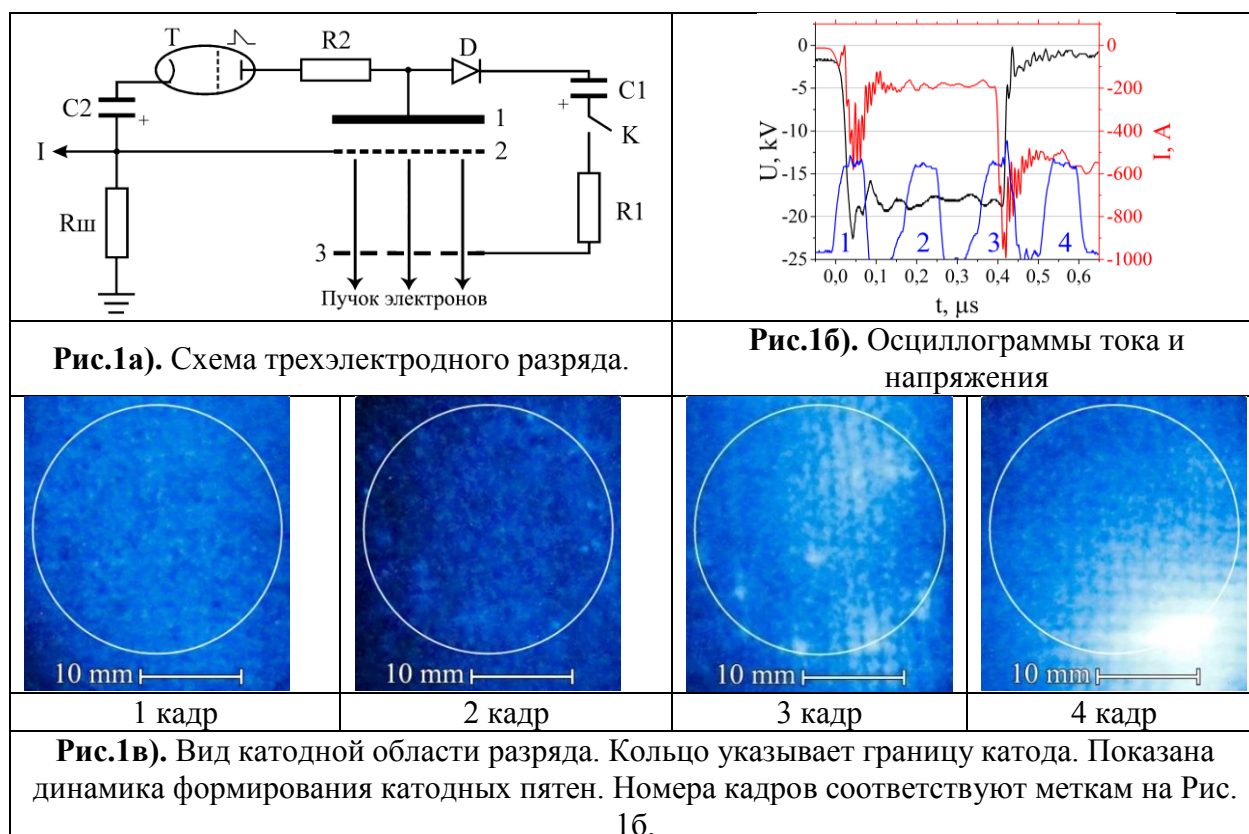 T
R2
D
C2
+
C1
+
K
1
2
I
Rш
R1
3
Пучок электронов
Рис.1а). Схема трехэлектродного разряда.
0
-5
-10
-15
-20
-25
U, kV
0
-200
-400
-600
-800
-1000
I, A
1
2
3
4
0,0 0,1 0,2 0,3 0,4 0,5 0,6
t, µs
Рис.1б). Осциллограммы тока и
напряжения
10 mm
10 mm
10 mm
10 mm
1 кадр
2 кадр
3 кадр
4 кадр
Рис.1в). Вид катодной области разряда. Кольцо указывает границу катода. Показана
динамика формирования катодных пятен. Номера кадров соответствуют меткам на Рис.
1б.